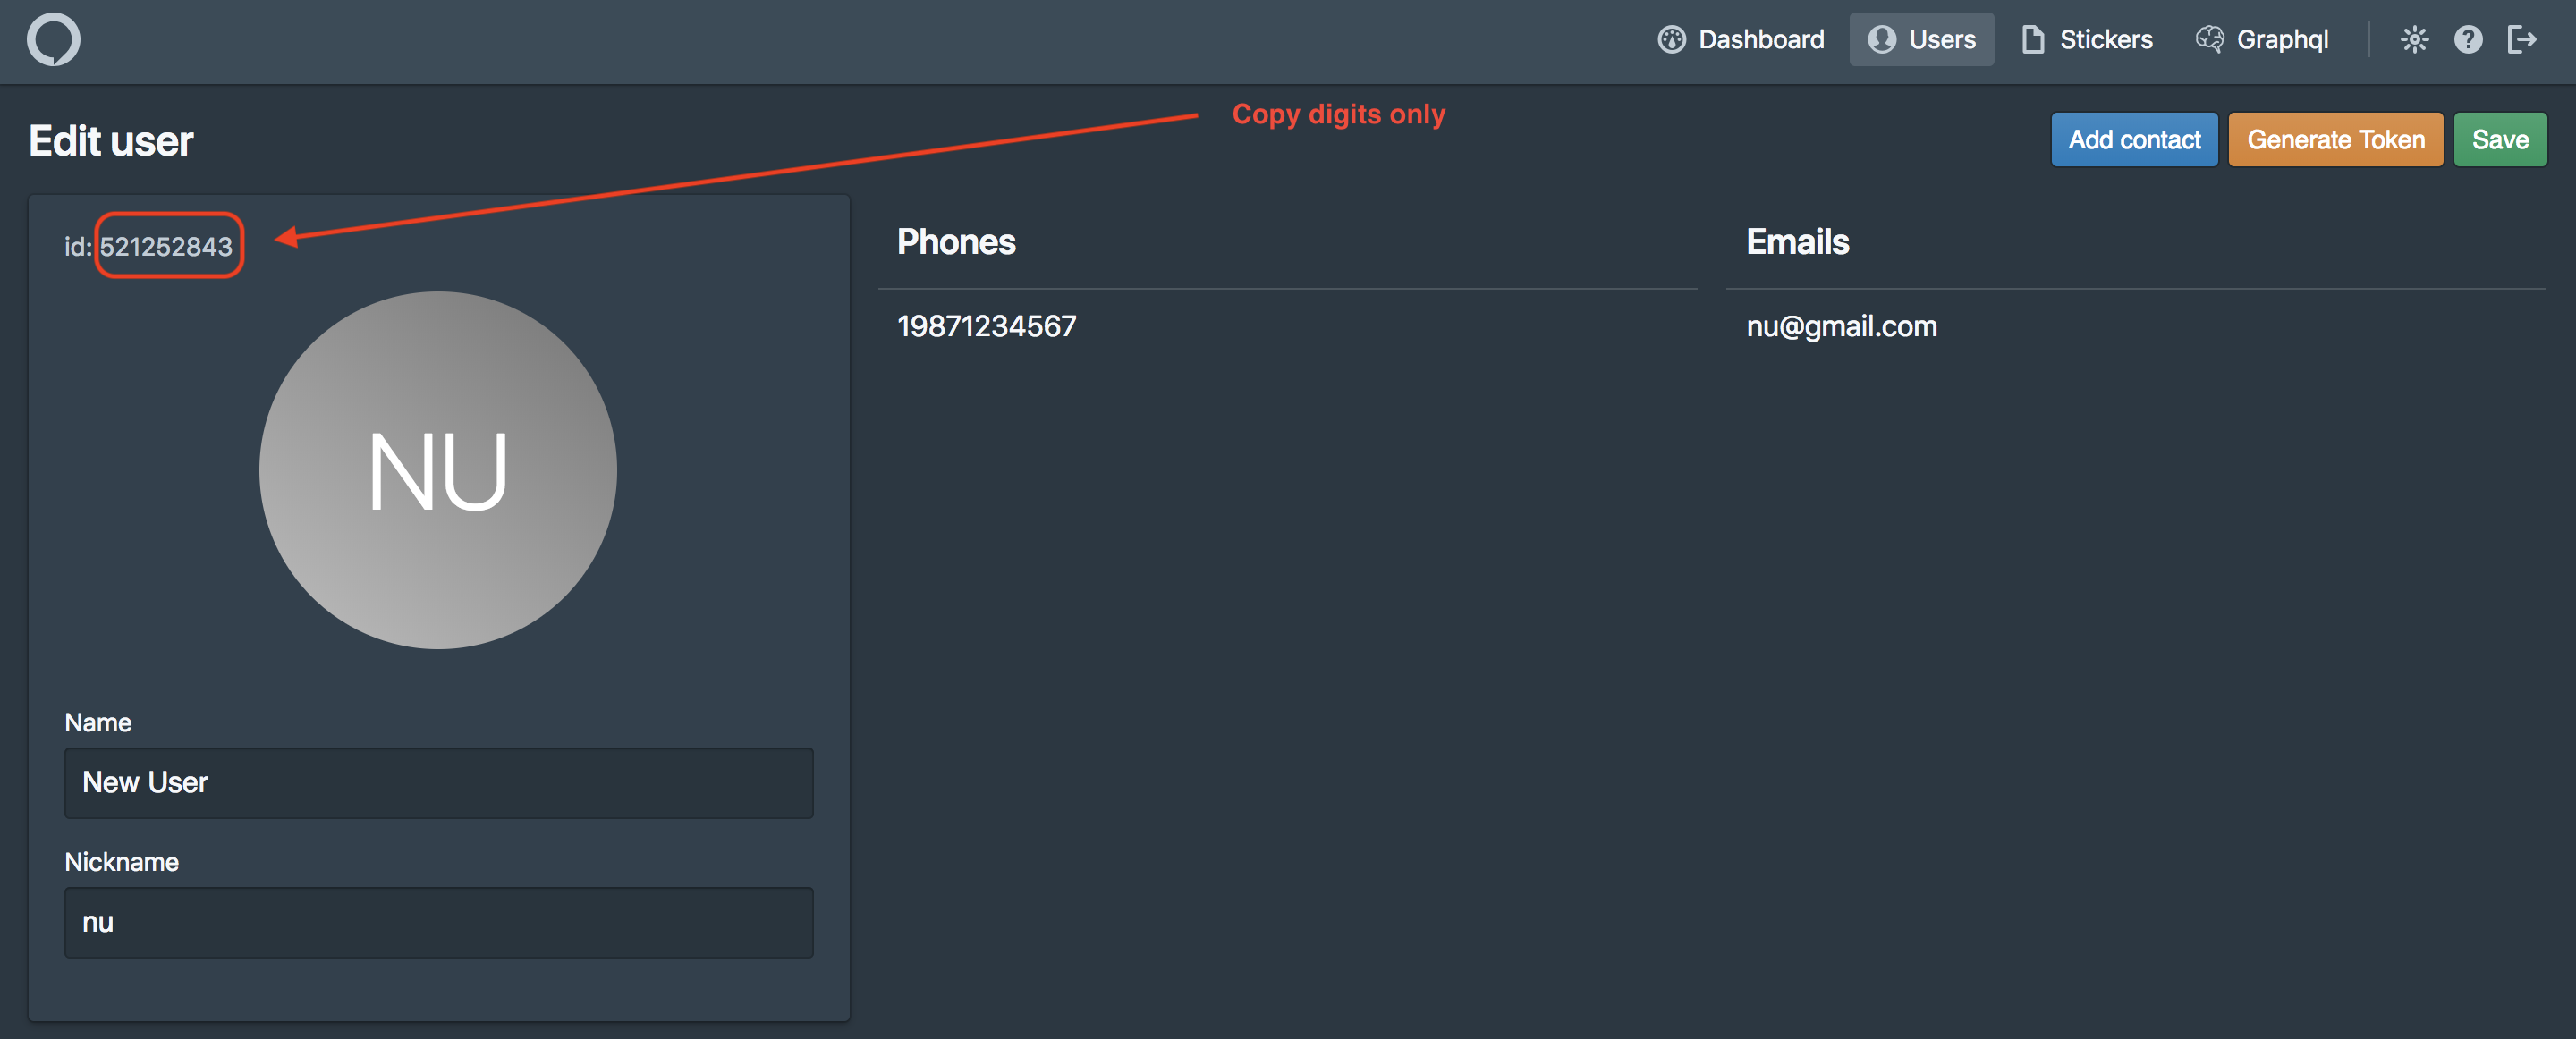 Dashboard Users Stickers Graphql ?
Copy digits only
Edit user
Add contact Generate Token Save
id: 521252843
NU
Name
New User
Nickname
nu
Phones
19871234567
Emails
nu@gmail.com